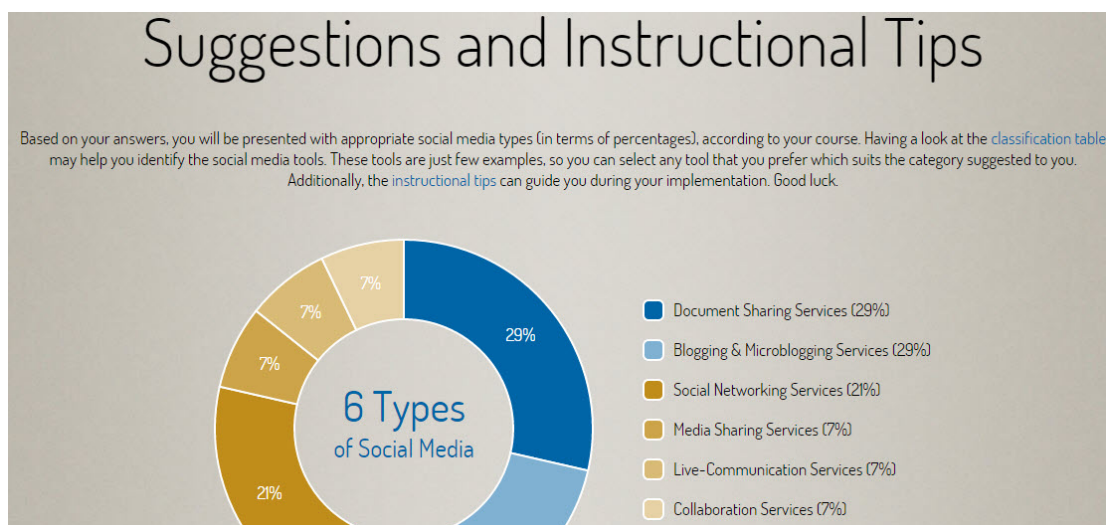 Suggestions and Instructional Tips
Based on your answers, you will be presented with appropriate social media types (in terms of percentages), according to your course. Having a look at the classification table
may help you identify the social media tools. These tools are just few examples, so you can select any tool that you prefer which suits the category suggested to you.
Additionally, the instructional tips can guide you during your implementation. Good luck.
7%
7%
7%
29%
21%
6 Types
of Social Media
Document Sharing Services (29%)
Blogging & Microblogging Services (29%)
Social Networking Services (21%)
Media Sharing Services (7%)
Live-Communication Services (7%)
Collaboration Services (7%)